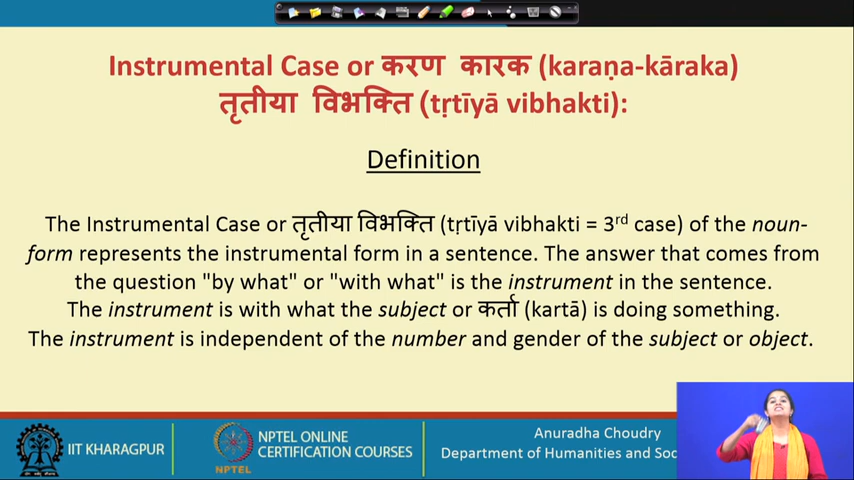 Instrumental Case or करण कारक (karaṇa-kāraka)
तृतीया विभक्ति (tṛtīyā vibhakti):
Definition
The Instrumental Case or तृतीया विभक्ति (tṛtīyā vibhakti = 3rd case) of the noun-
form represents the instrumental form in a sentence. The answer that comes from
the question "by what" or "with what" is the instrument in the sentence.
The instrument is with what the subject or कर्ता (kartā) is doing something.
The instrument is independent of the number and gender of the subject or object.
IIT KHARAGPUR
NPTEL
NPTEL ONLINE
CERTIFICATION COURSES
Anuradha Choudry
Department of Humanities and Soc